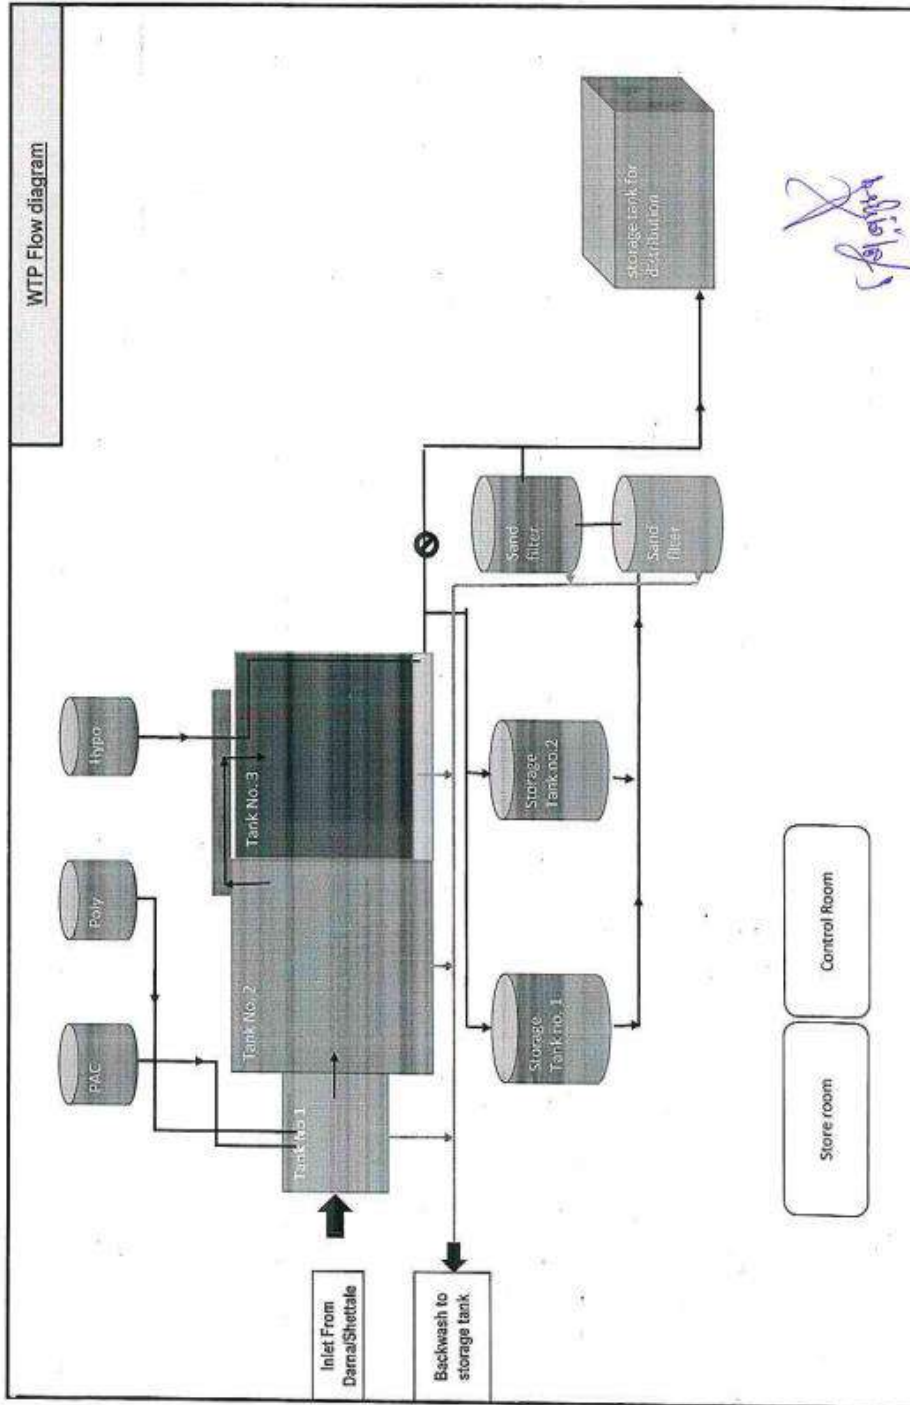 WTP Flow diagram
PAC
Poly
Hypo
Tank No 1
Tank No. 2
Tank No. 3
Inlet From
Darna/Shettale
Backwash to
storage tank
Storage
Tank no. 1
Storage
Tank no.2
Sand
filter
Sand
filter
storage tank for
distribution
Store room
Control Room